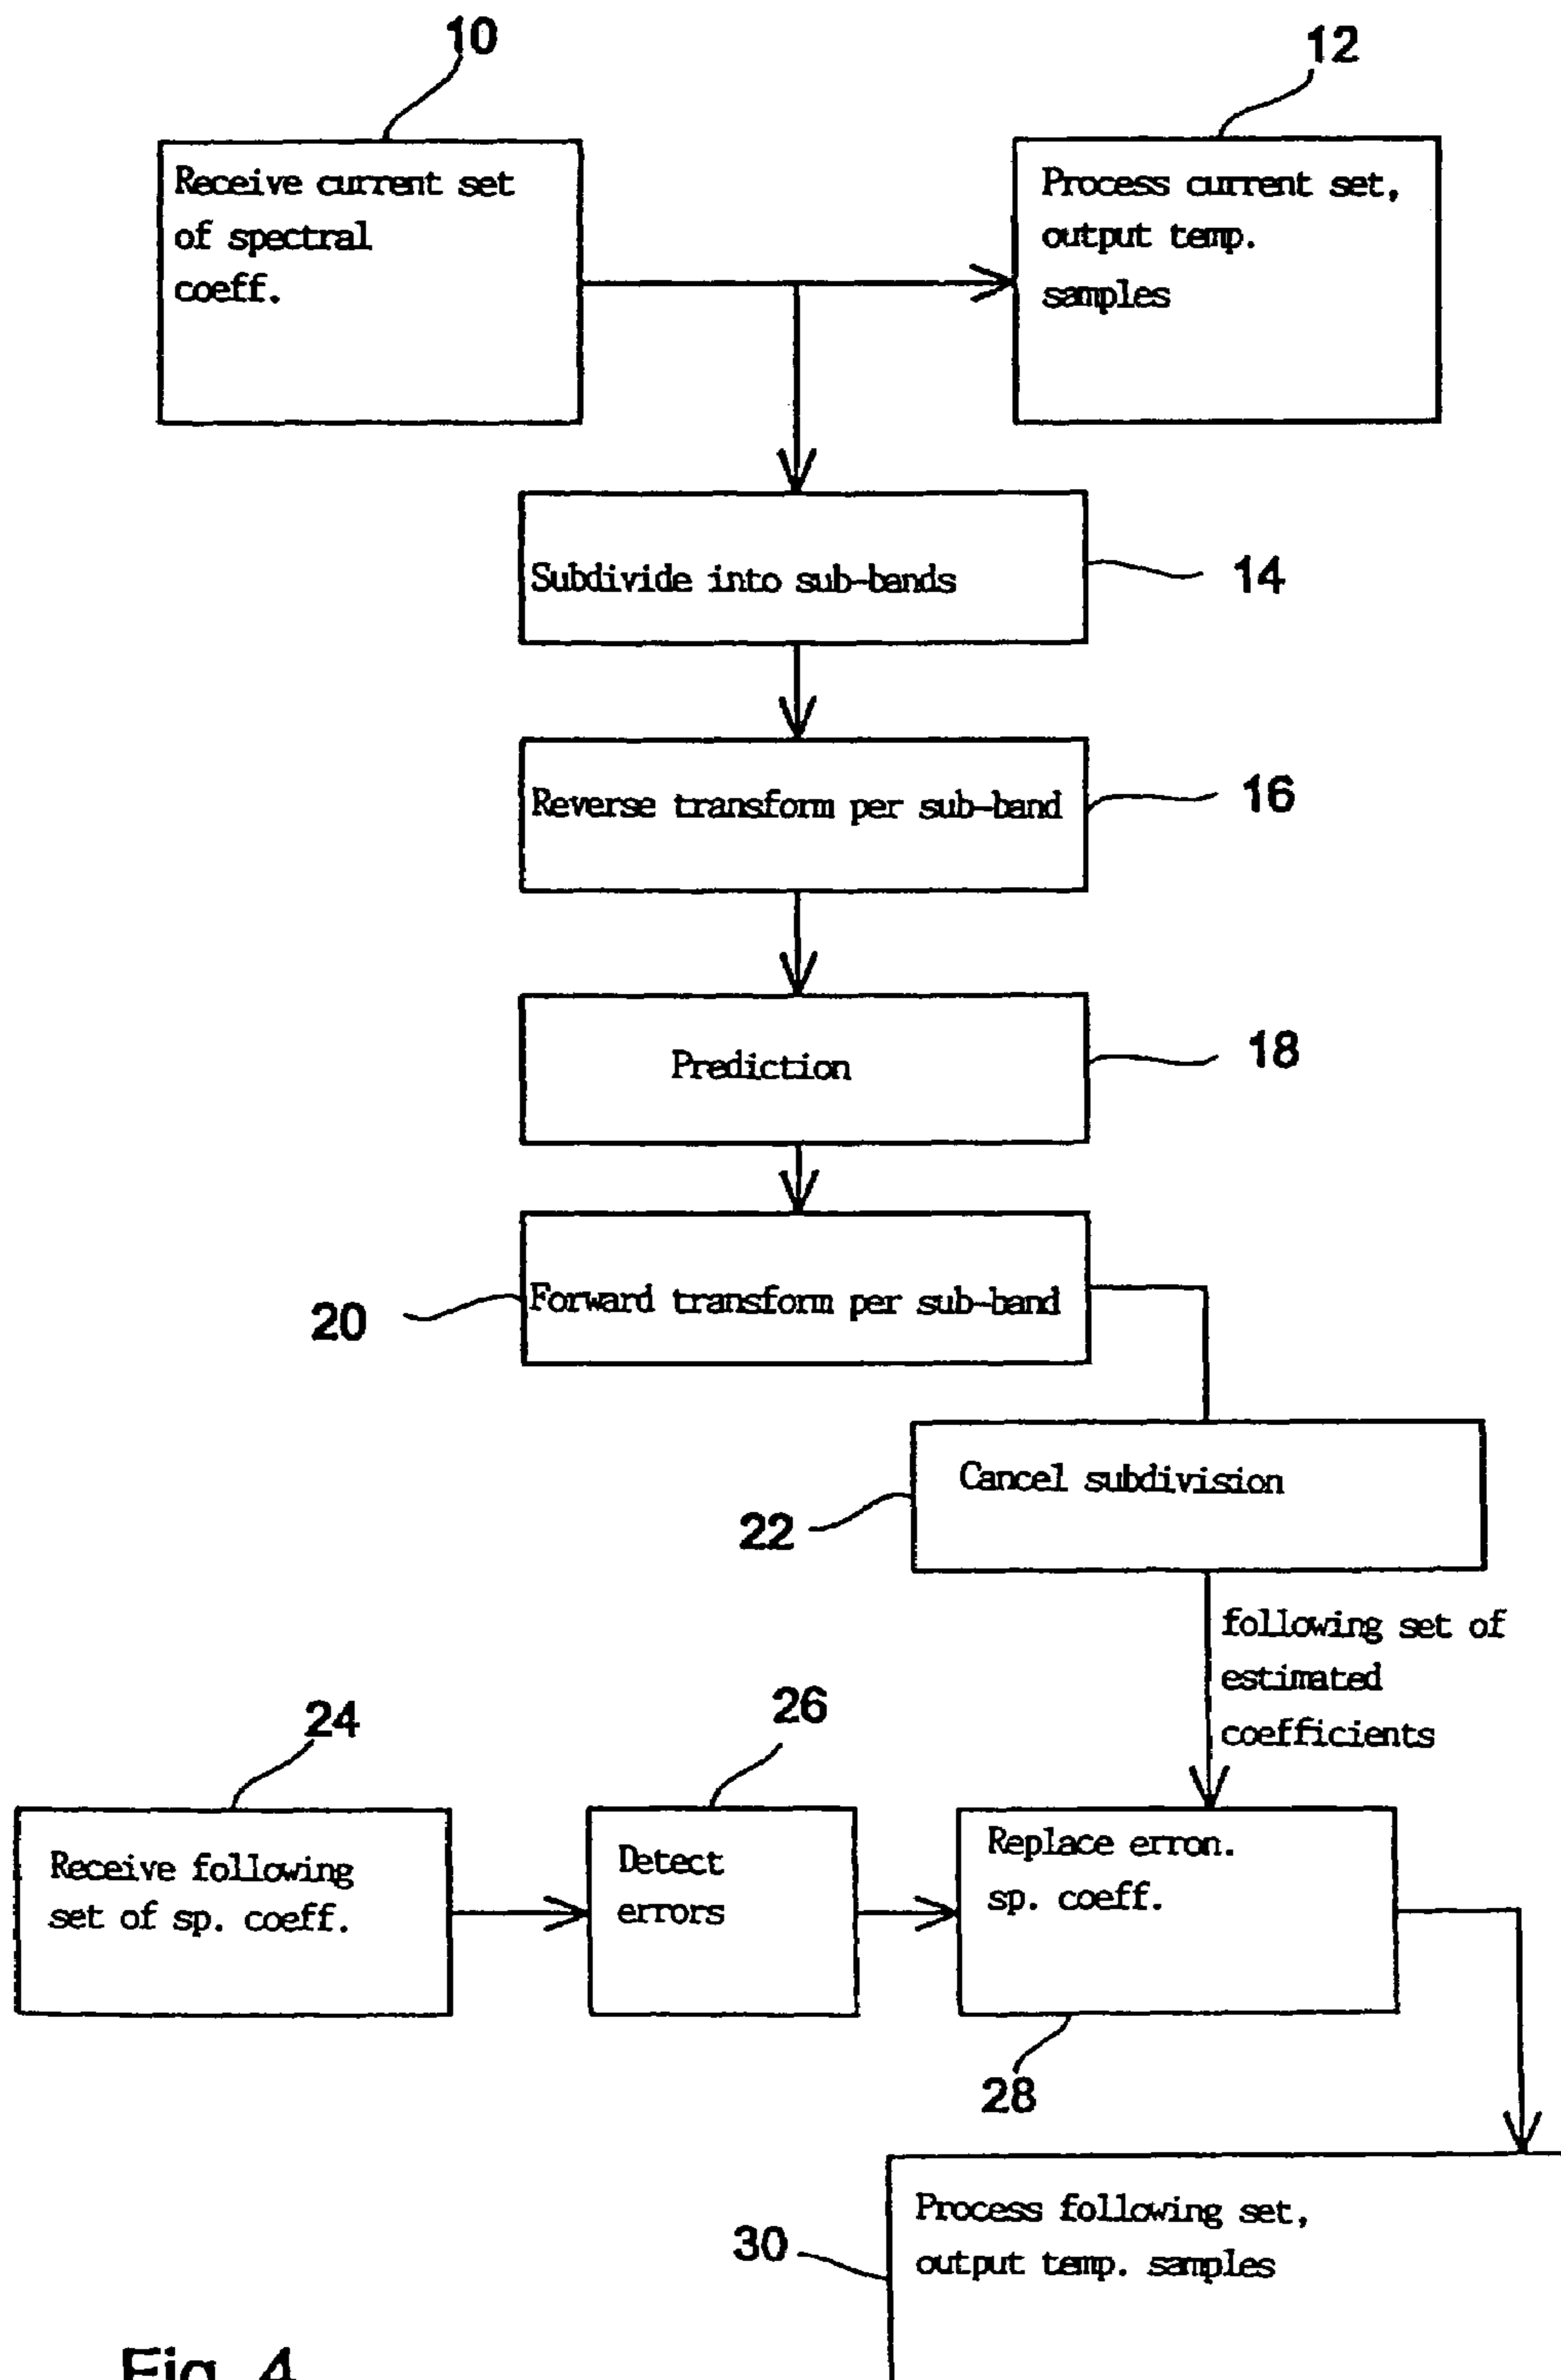 10
12
Receive current set
of spectral
coeff.
Process current set,
output temp.
samples
Subdivide into sub-bands
14
Reverse transform per sub-band
16
Prediction
18
Forward transform per sub-band
20
Cancel subdivision
22
following set of
estimated
coefficients
24
26
Receive following
set of sp. coeff.
Detect
errors
Replace erron.
sp. coeff.
28
30
Process following set,
output temp. samples
Fig. 4